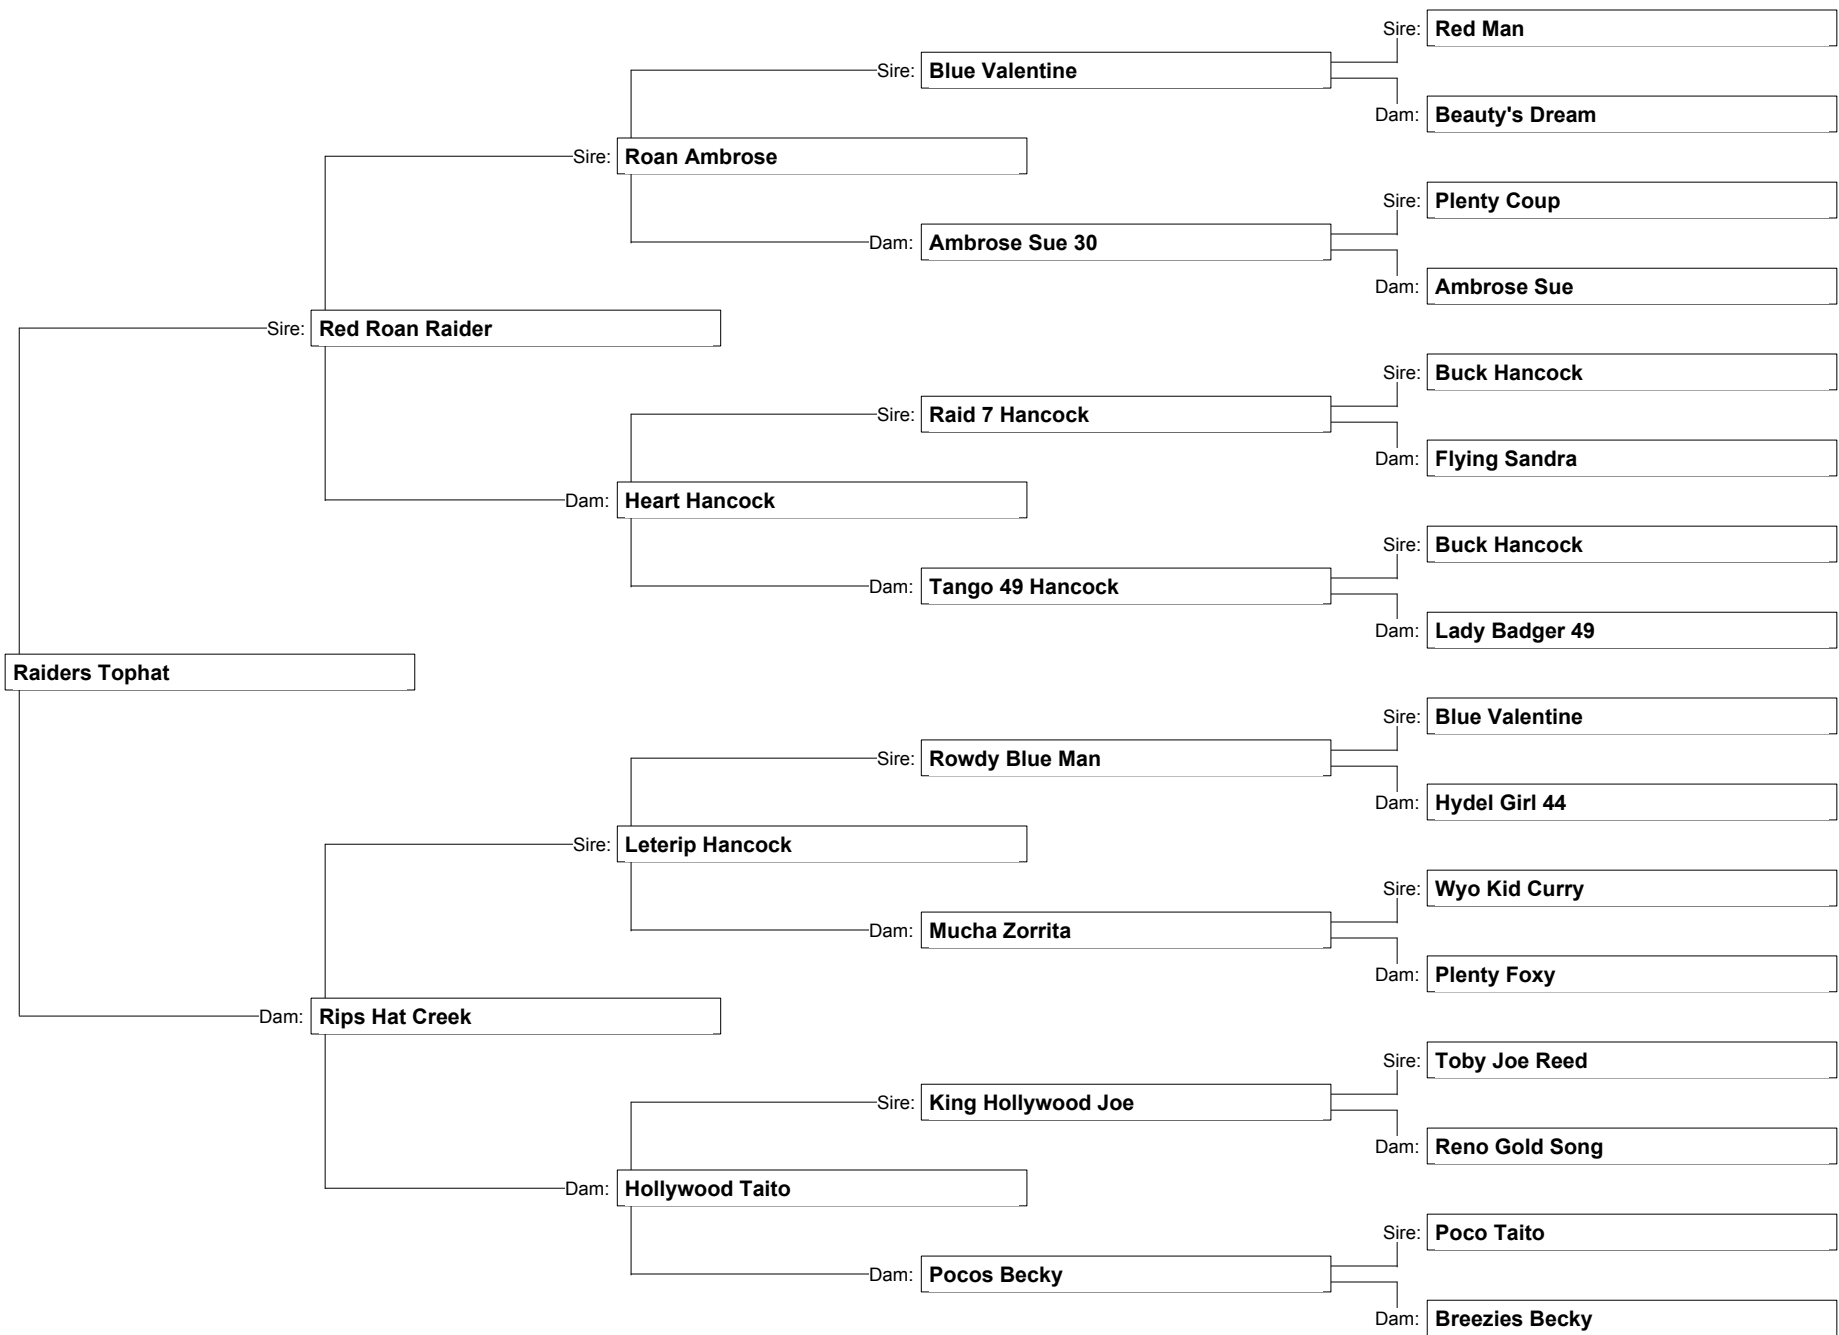 Sire: Red Man
Sire: Blue Valentine
Dam: Beauty's Dream
Sire: Roan Ambrose
Sire: Plenty Coup
Dam: Ambrose Sue 30
Dam: Ambrose Sue
Sire: Red Roan Raider
Sire: Buck Hancock
Sire: Raid 7 Hancock
Dam: Flying Sandra
Dam: Heart Hancock
Sire: Buck Hancock
Dam: Tango 49 Hancock
Dam: Lady Badger 49
Raiders Tophat
Sire: Blue Valentine
Sire: Rowdy Blue Man
Dam: Hydel Girl 44
Sire: Leterip Hancock
Sire: Wyo Kid Curry
Dam: Mucha Zorrita
Dam: Plenty Foxy
Dam: Rips Hat Creek
Sire: Toby Joe Reed
Sire: King Hollywood Joe
Dam: Reno Gold Song
Dam: Hollywood Taito
Sire: Poco Taito
Dam: Pocos Becky
Dam: Breezies Becky